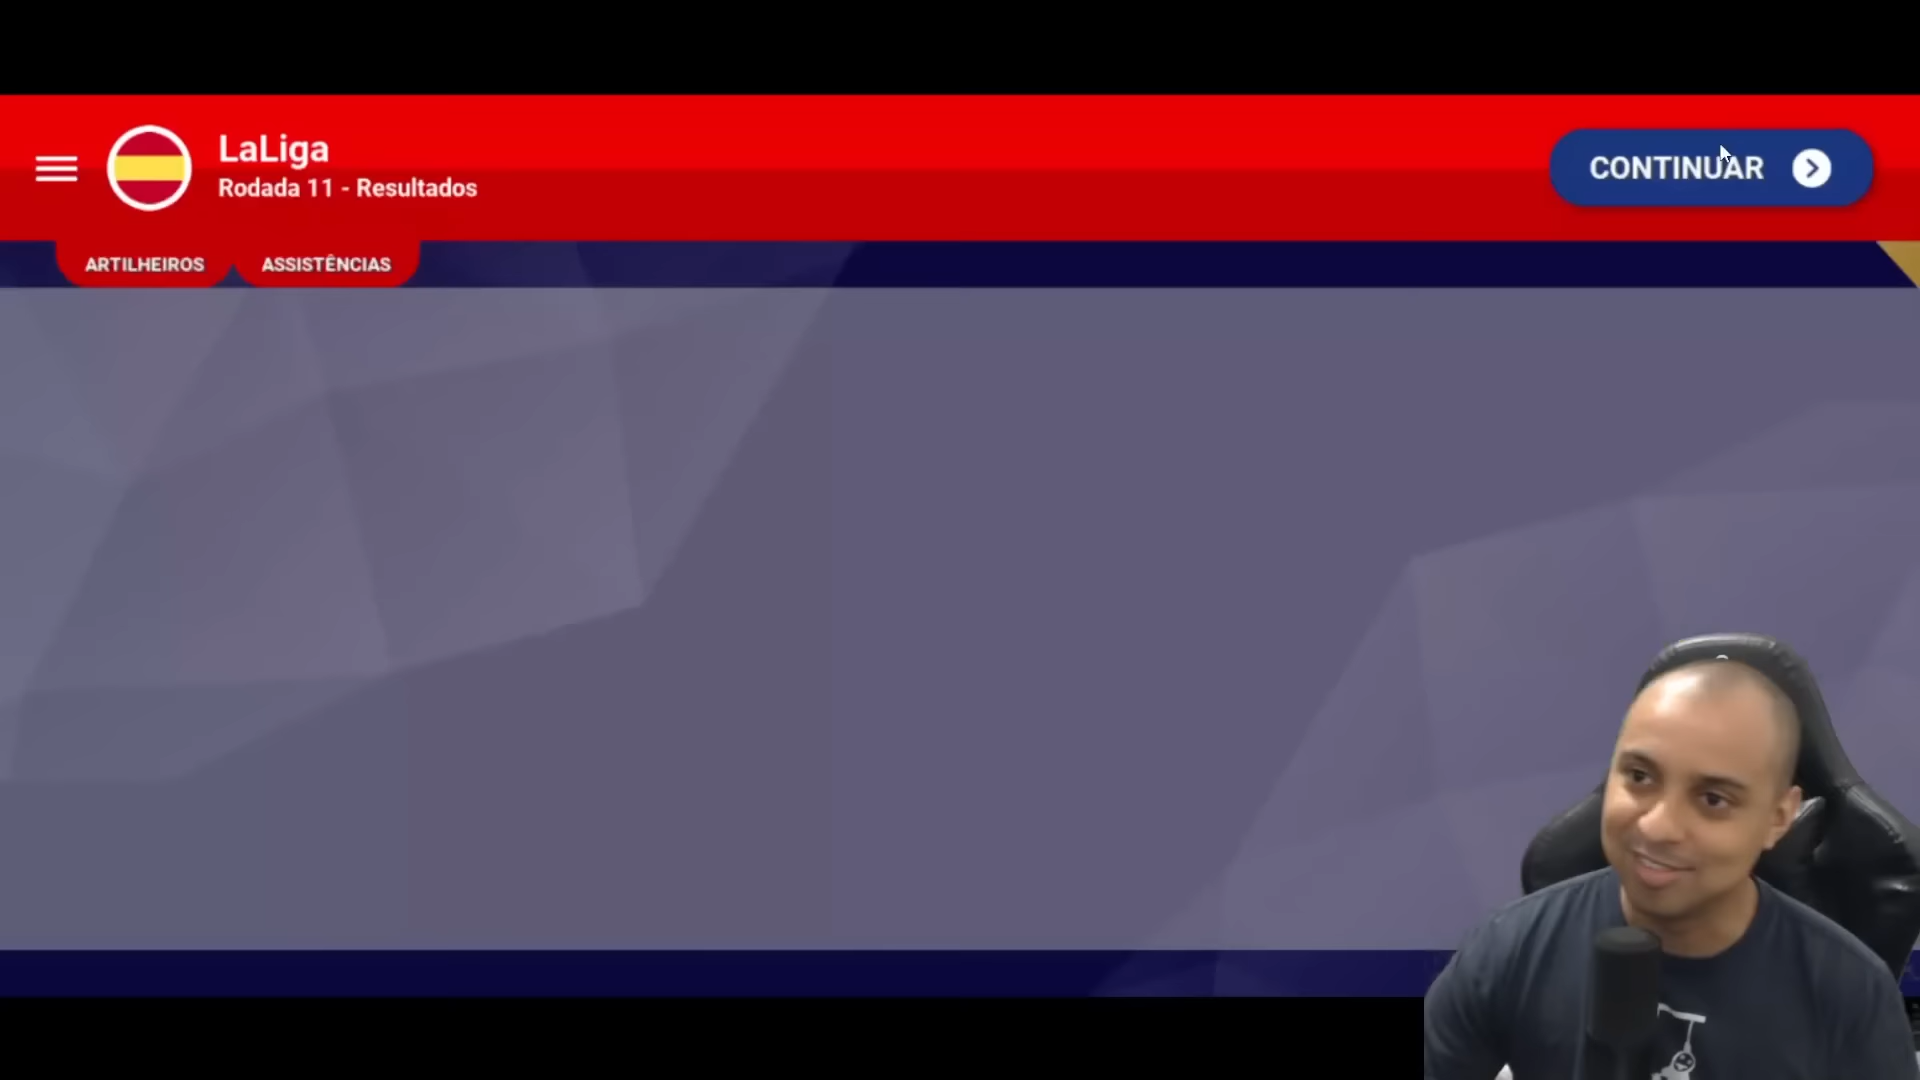 LaLiga
Rodada 11 - Resultados
CONTINUAR
ARTILHEIROS
ASSISTÊNCIAS